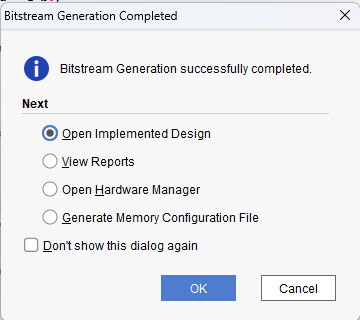 Bitstream Generation Completed
Bitstream Generation successfully completed.
Next
Open Implemented Design
View Reports
Open Hardware Manager
Generate Memory Configuration File
Don't show this dialog again
OK
Cancel